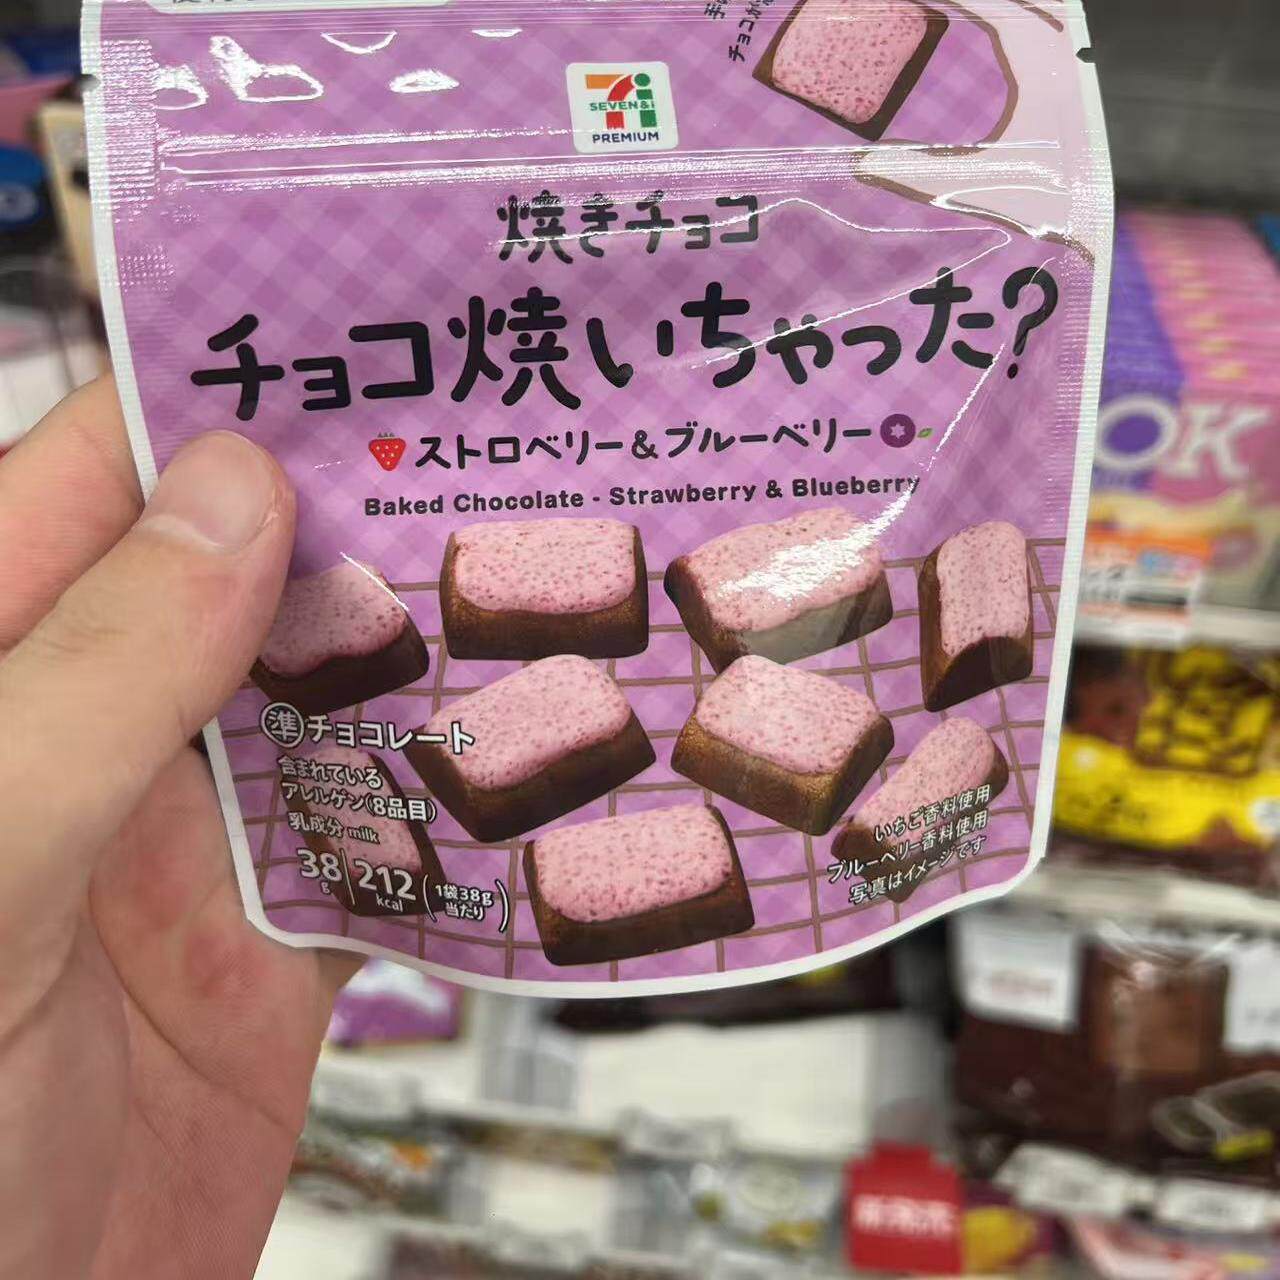 SEVEN&i
PREMIUM
焼きチョコ
チョコ焼いちゃった?
ストロベリー&ブルーベリー
Baked Chocolate - Strawberry & Blueberry
準チョコレート
含まれている
アレルゲン(8品目)
乳成分 milk
38g 212kcal (1袋38g当たり)
いちご香料使用
ブルーベリー香料使用
写真はイメージです
OK